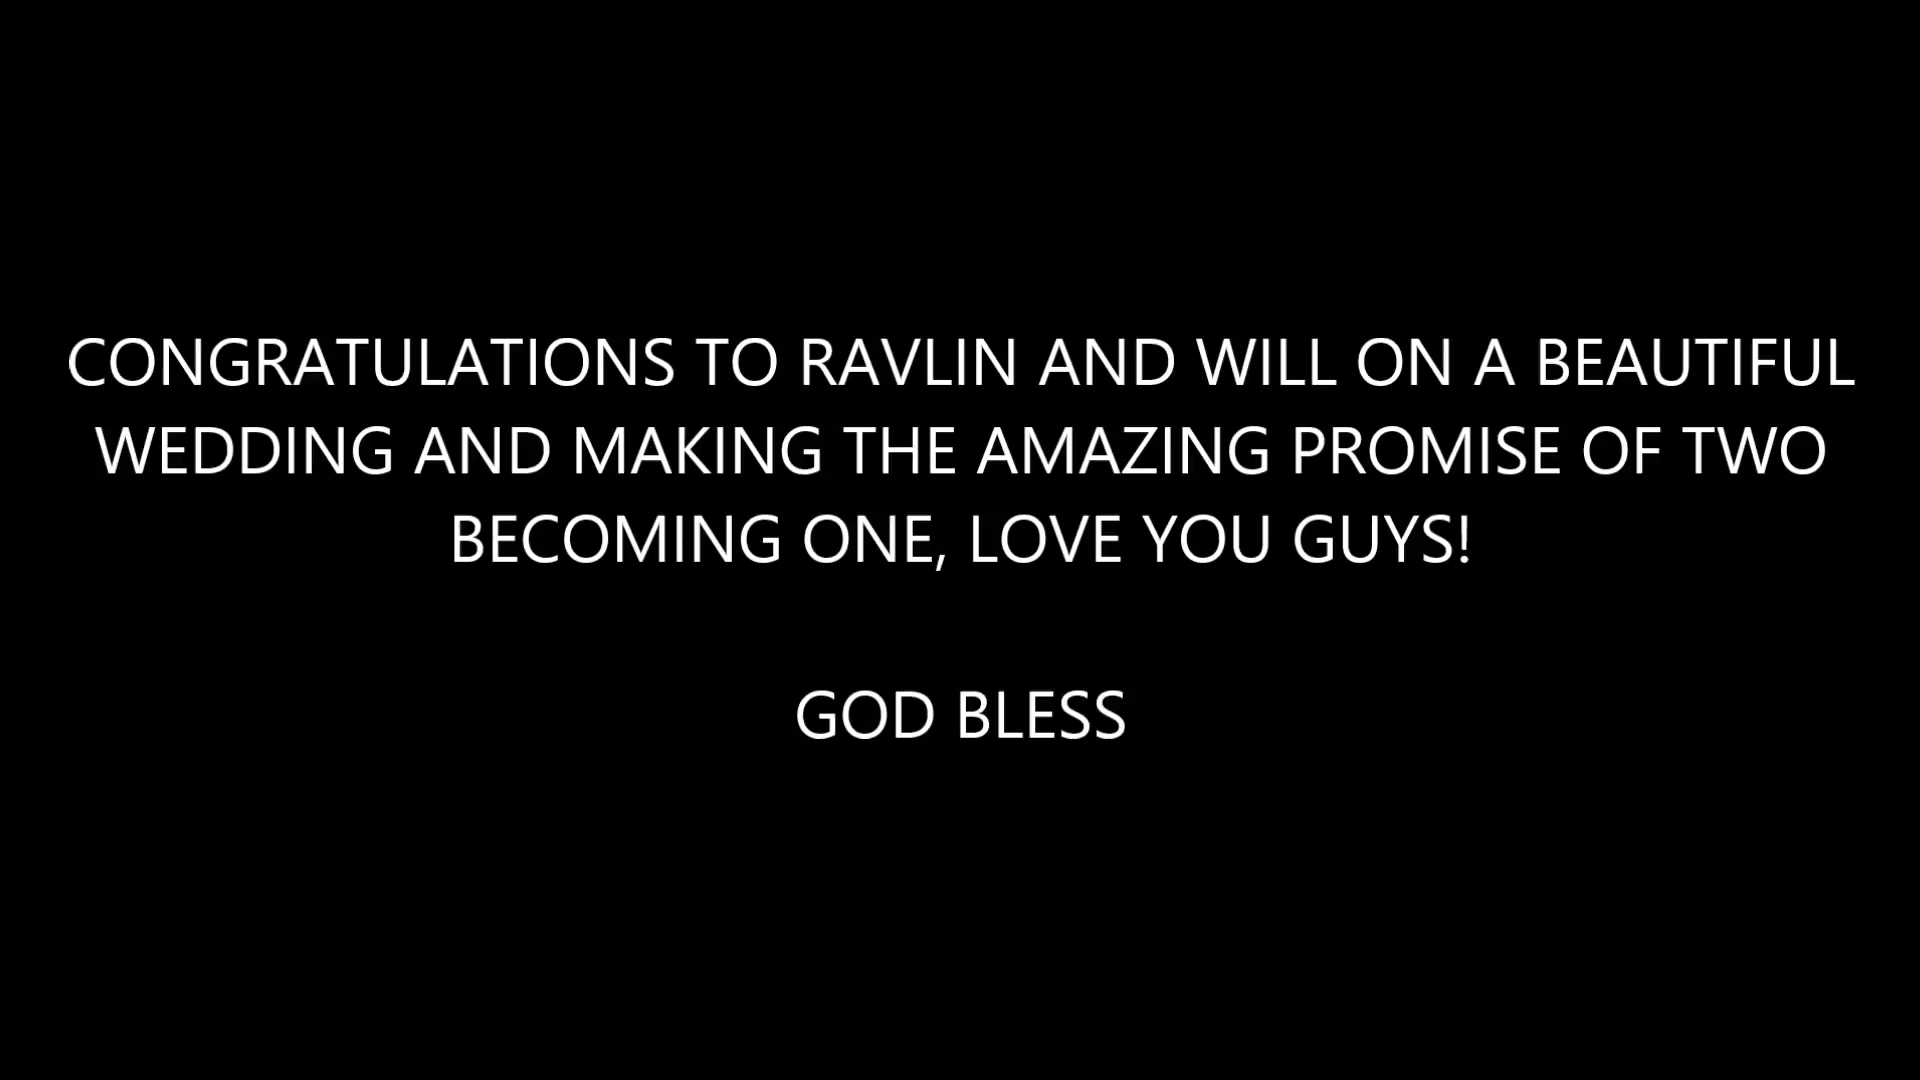 CONGRATULATIONS TO RAVLIN AND WILL ON A BEAUTIFUL
WEDDING AND MAKING THE AMAZING PROMISE OF TWO
BECOMING ONE, LOVE YOU GUYS!
GOD BLESS